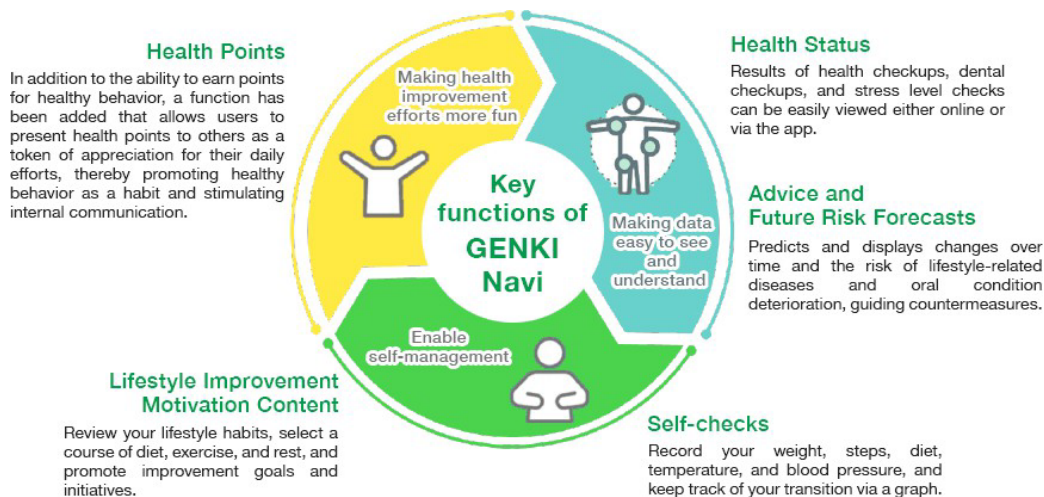 Health Points
In addition to the ability to earn points
for healthy behavior, a function has
been added that allows users to
present health points to others as a
token of appreciation for their daily
efforts, thereby promoting healthy
behavior as a habit and stimulating
internal communication.
Making health
improvement
efforts more fun
Health Status
Results of health checkups, dental
checkups, and stress level checks
can be easily viewed either online or
via the app.
Key
functions of
GENKI
Navi
Making data
easy to see
and
understand
Advice and
Future Risk Forecasts
Predicts and displays changes over
time and the risk of lifestyle-related
diseases and oral condition
deterioration, guiding countermeasures.
Enable
self-management
Lifestyle Improvement
Motivation Content
Review your lifestyle habits, select a
course of diet, exercise, and rest, and
promote improvement goals and
initiatives.
Self-checks
Record your weight, steps, diet,
temperature, and blood pressure, and
keep track of your transition via a graph.